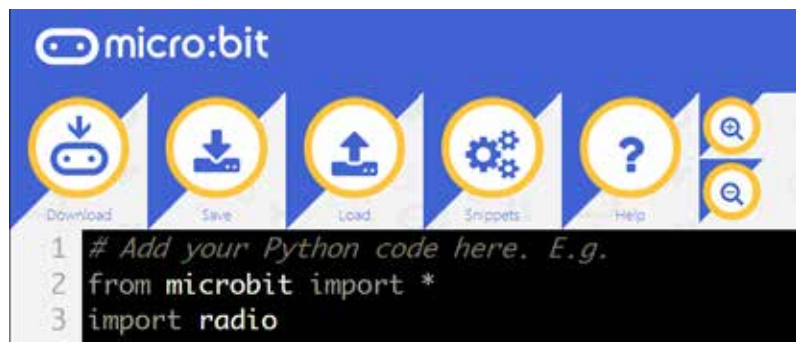 micro:bit
Download Save Load Snippets Help
1 # Add your Python code here. E.g.
2 from microbit import *
3 import radio